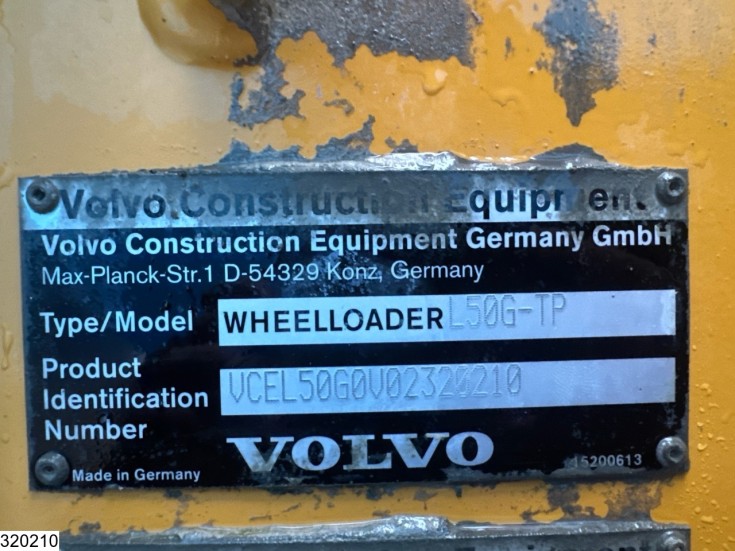 Volvo Construction Equipment
Volvo Construction Equipment Germany GmbH
Max-Planck-Str.1 D-54329 Konz, Germany
Type/Model WHEELLOADER L50G-TP
Product Identification Number VCEL50G0V02320210
VOLVO
Made in Germany 15200613
320210
Equipment